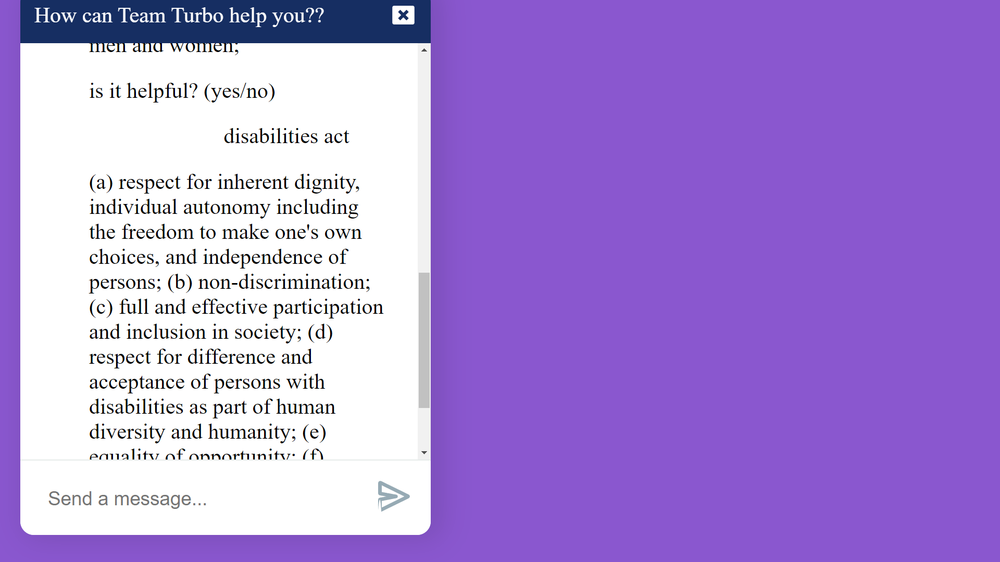 How can Team Turbo help you??
men and women;
is it helpful? (yes/no)
disabilities act
(a) respect for inherent dignity,
individual autonomy including
the freedom to make one's own
choices, and independence of
persons; (b) non-discrimination;
(c) full and effective participation
and inclusion in society; (d)
respect for difference and
acceptance of persons with
disabilities as part of human
diversity and humanity; (e)
equality of opportunity; (f)
Send a message...